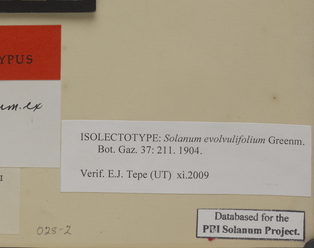 YPUS
um. ex
ISOLECTOTYPE: Solanum evolvulifolium Greenm.
Bot. Gaz. 37: 211. 1904.
Verif. E.J. Tepe (UT) xi.2009
I
Databased for the
PBI Solanum Project.
028-2